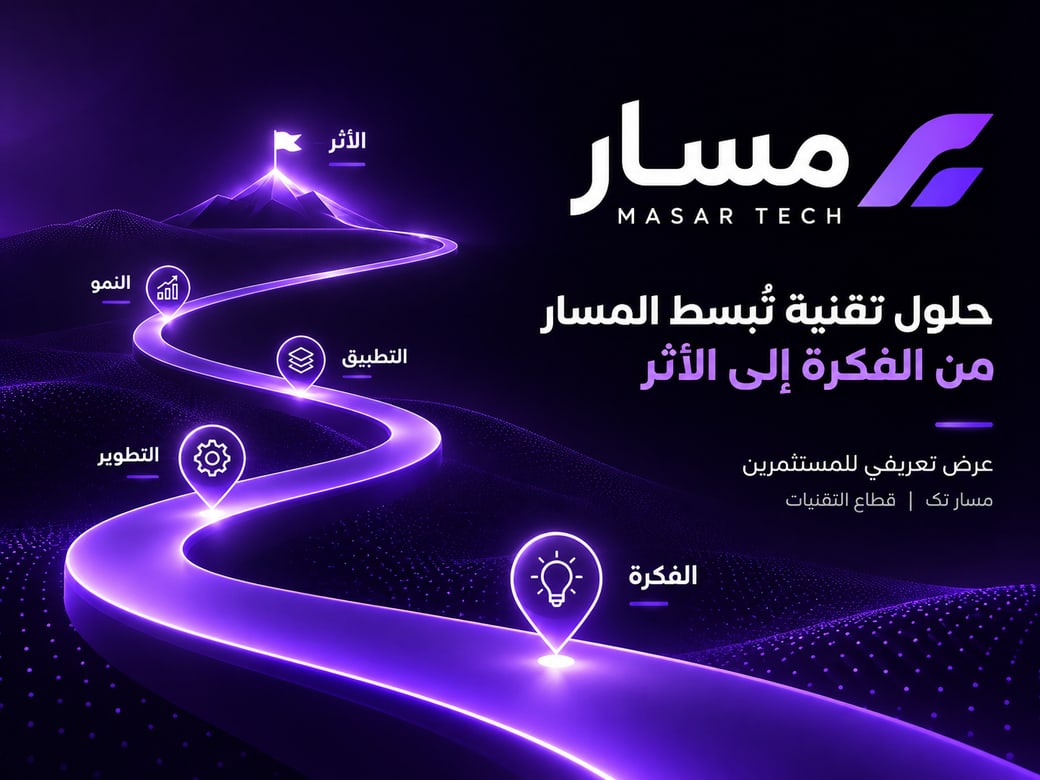 مسار
MASAR TECH
حلول تقنية تُبسط المسار
من الفكرة إلى الأثر
عرض تعريفي للمستثمرين
مسار تك | قطاع التقنيات
الأثر
النمو
التطبيق
التطوير
الفكرة